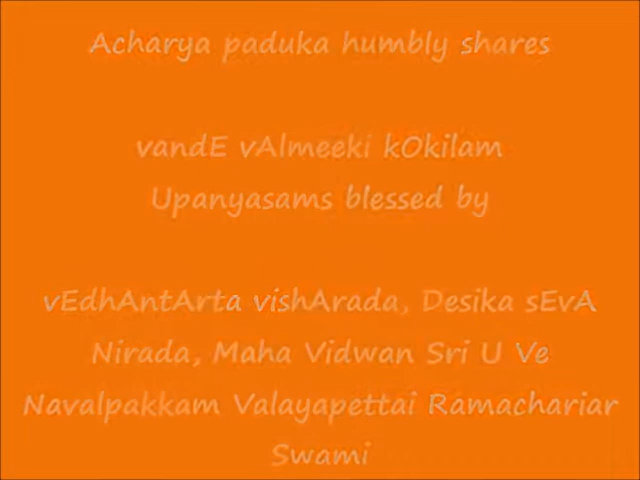 Acharya paduka humbly shares
vandE vAlmeeki kOkilam
Upanyasams blessed by
vEdhAntArta vishArada, Desika sEvA
Nirada, Maha Vidwan Sri U Ve
Navalpakkam Valayapettai Ramachariar
Swami